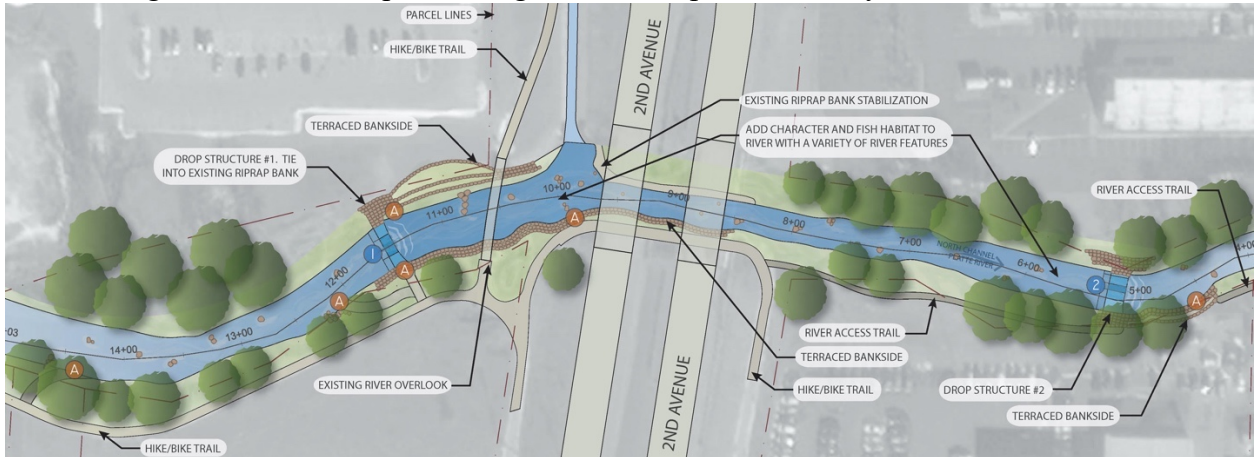 PARCEL LINES
HIKE/BIKE TRAIL
2ND AVENUE
EXISTING RIPRAP BANK STABILIZATION
TERRACED BANKSIDE
ADD CHARACTER AND FISH HABITAT TO
RIVER WITH A VARIETY OF RIVER FEATURES
DROP STRUCTURE #1. TIE
INTO EXISTING RIPRAP BANK
RIVER ACCESS TRAIL
10+00
9+00
A
11+00
A
8+00
7+00
1
NORTH CHANNEL
PLATTE RIVER
6+00
A
12+00
2
5+00
A
A
13+00
14+00
A
RIVER ACCESS TRAIL
TERRACED BANKSIDE
EXISTING RIVER OVERLOOK
HIKE/BIKE TRAIL
DROP STRUCTURE #2
2ND AVENUE
TERRACED BANKSIDE
HIKE/BIKE TRAIL